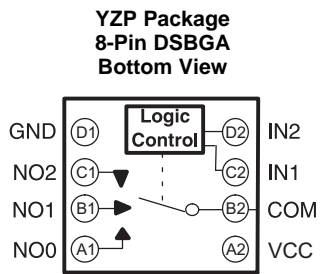 YZP Package
8-Pin DSBGA
Bottom View
Logic
Control
GND D1 D2 IN2
NO2 C1 C2 IN1
NO1 B1 B2 COM
NO0 A1 A2 VCC